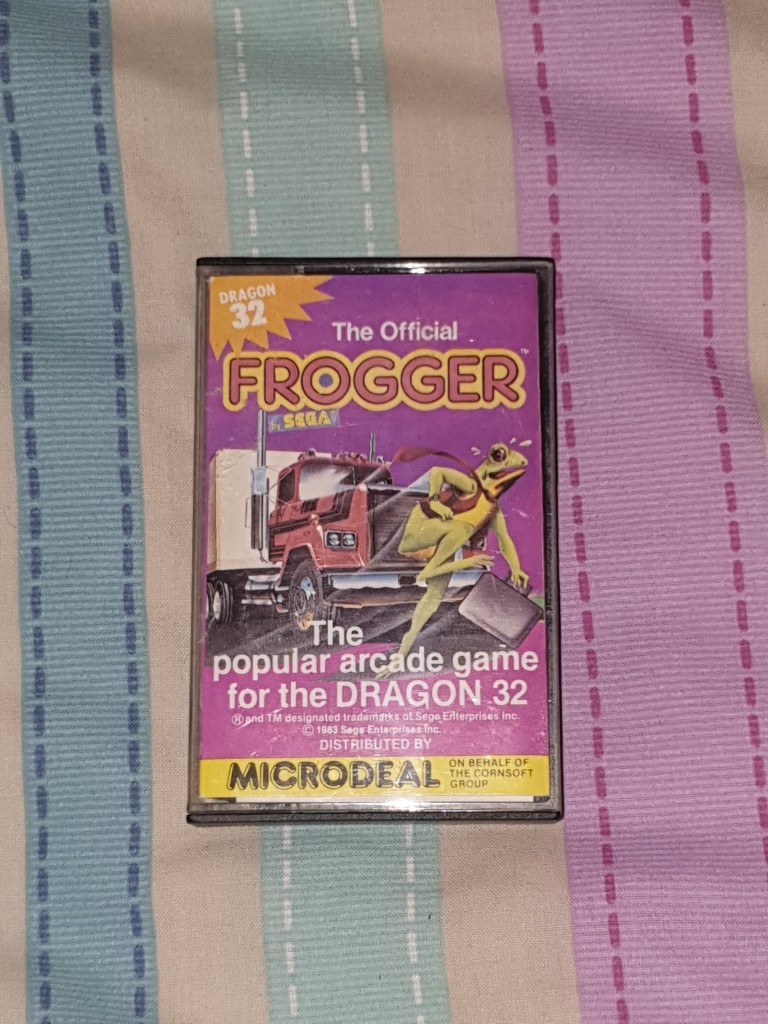 DRAGON
32
The Official
FROGGER™
by SEGA
The
popular arcade game
for the DRAGON 32
® and TM designated trademarks of Sega Enterprises Inc.
© 1983 Sega Enterprises Inc.
DISTRIBUTED BY
MICRODEAL
ON BEHALF OF
THE CORNSOFT
GROUP